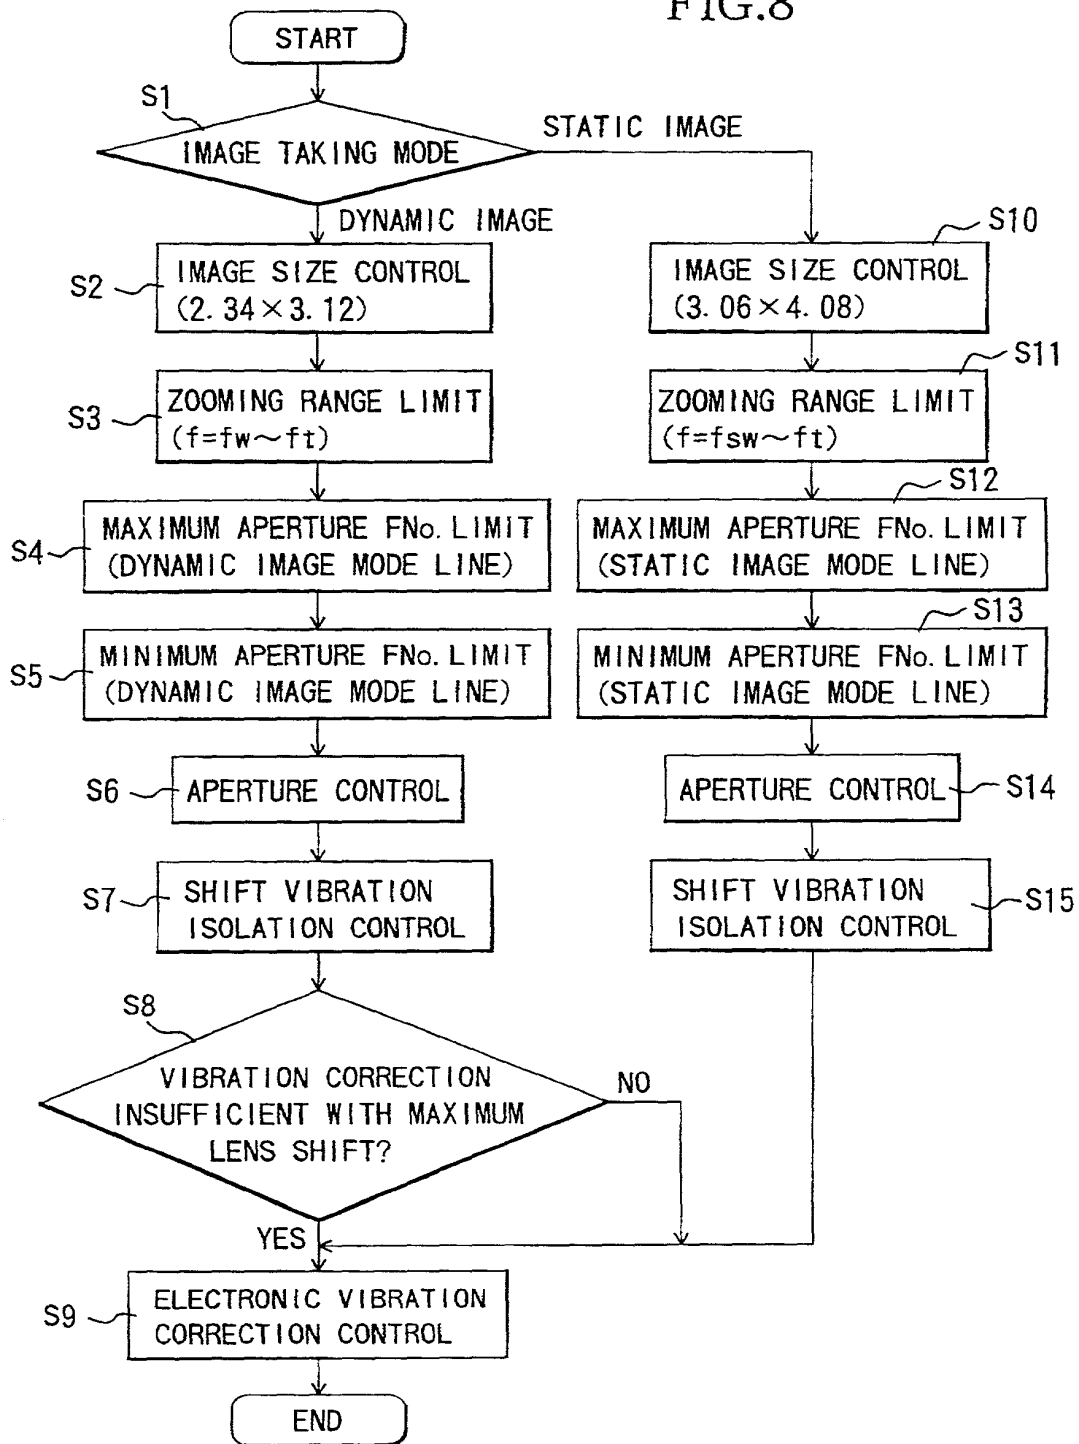 FIG.8
START
S1
IMAGE TAKING MODE
STATIC IMAGE
DYNAMIC IMAGE
S2
IMAGE SIZE CONTROL
(2.34×3.12)
S10
IMAGE SIZE CONTROL
(3.06×4.08)
S3
ZOOMING RANGE LIMIT
(f=fw~ft)
S11
ZOOMING RANGE LIMIT
(f=fsw~ft)
S4
MAXIMUM APERTURE FNo. LIMIT
(DYNAMIC IMAGE MODE LINE)
S12
MAXIMUM APERTURE FNo. LIMIT
(STATIC IMAGE MODE LINE)
S5
MINIMUM APERTURE FNo. LIMIT
(DYNAMIC IMAGE MODE LINE)
S13
MINIMUM APERTURE FNo. LIMIT
(STATIC IMAGE MODE LINE)
S6
APERTURE CONTROL
APERTURE CONTROL
S14
S7
SHIFT VIBRATION
ISOLATION CONTROL
SHIFT VIBRATION
ISOLATION CONTROL
S15
S8
VIBRATION CORRECTION
INSUFFICIENT WITH MAXIMUM
LENS SHIFT?
NO
YES
S9
ELECTRONIC VIBRATION
CORRECTION CONTROL
END